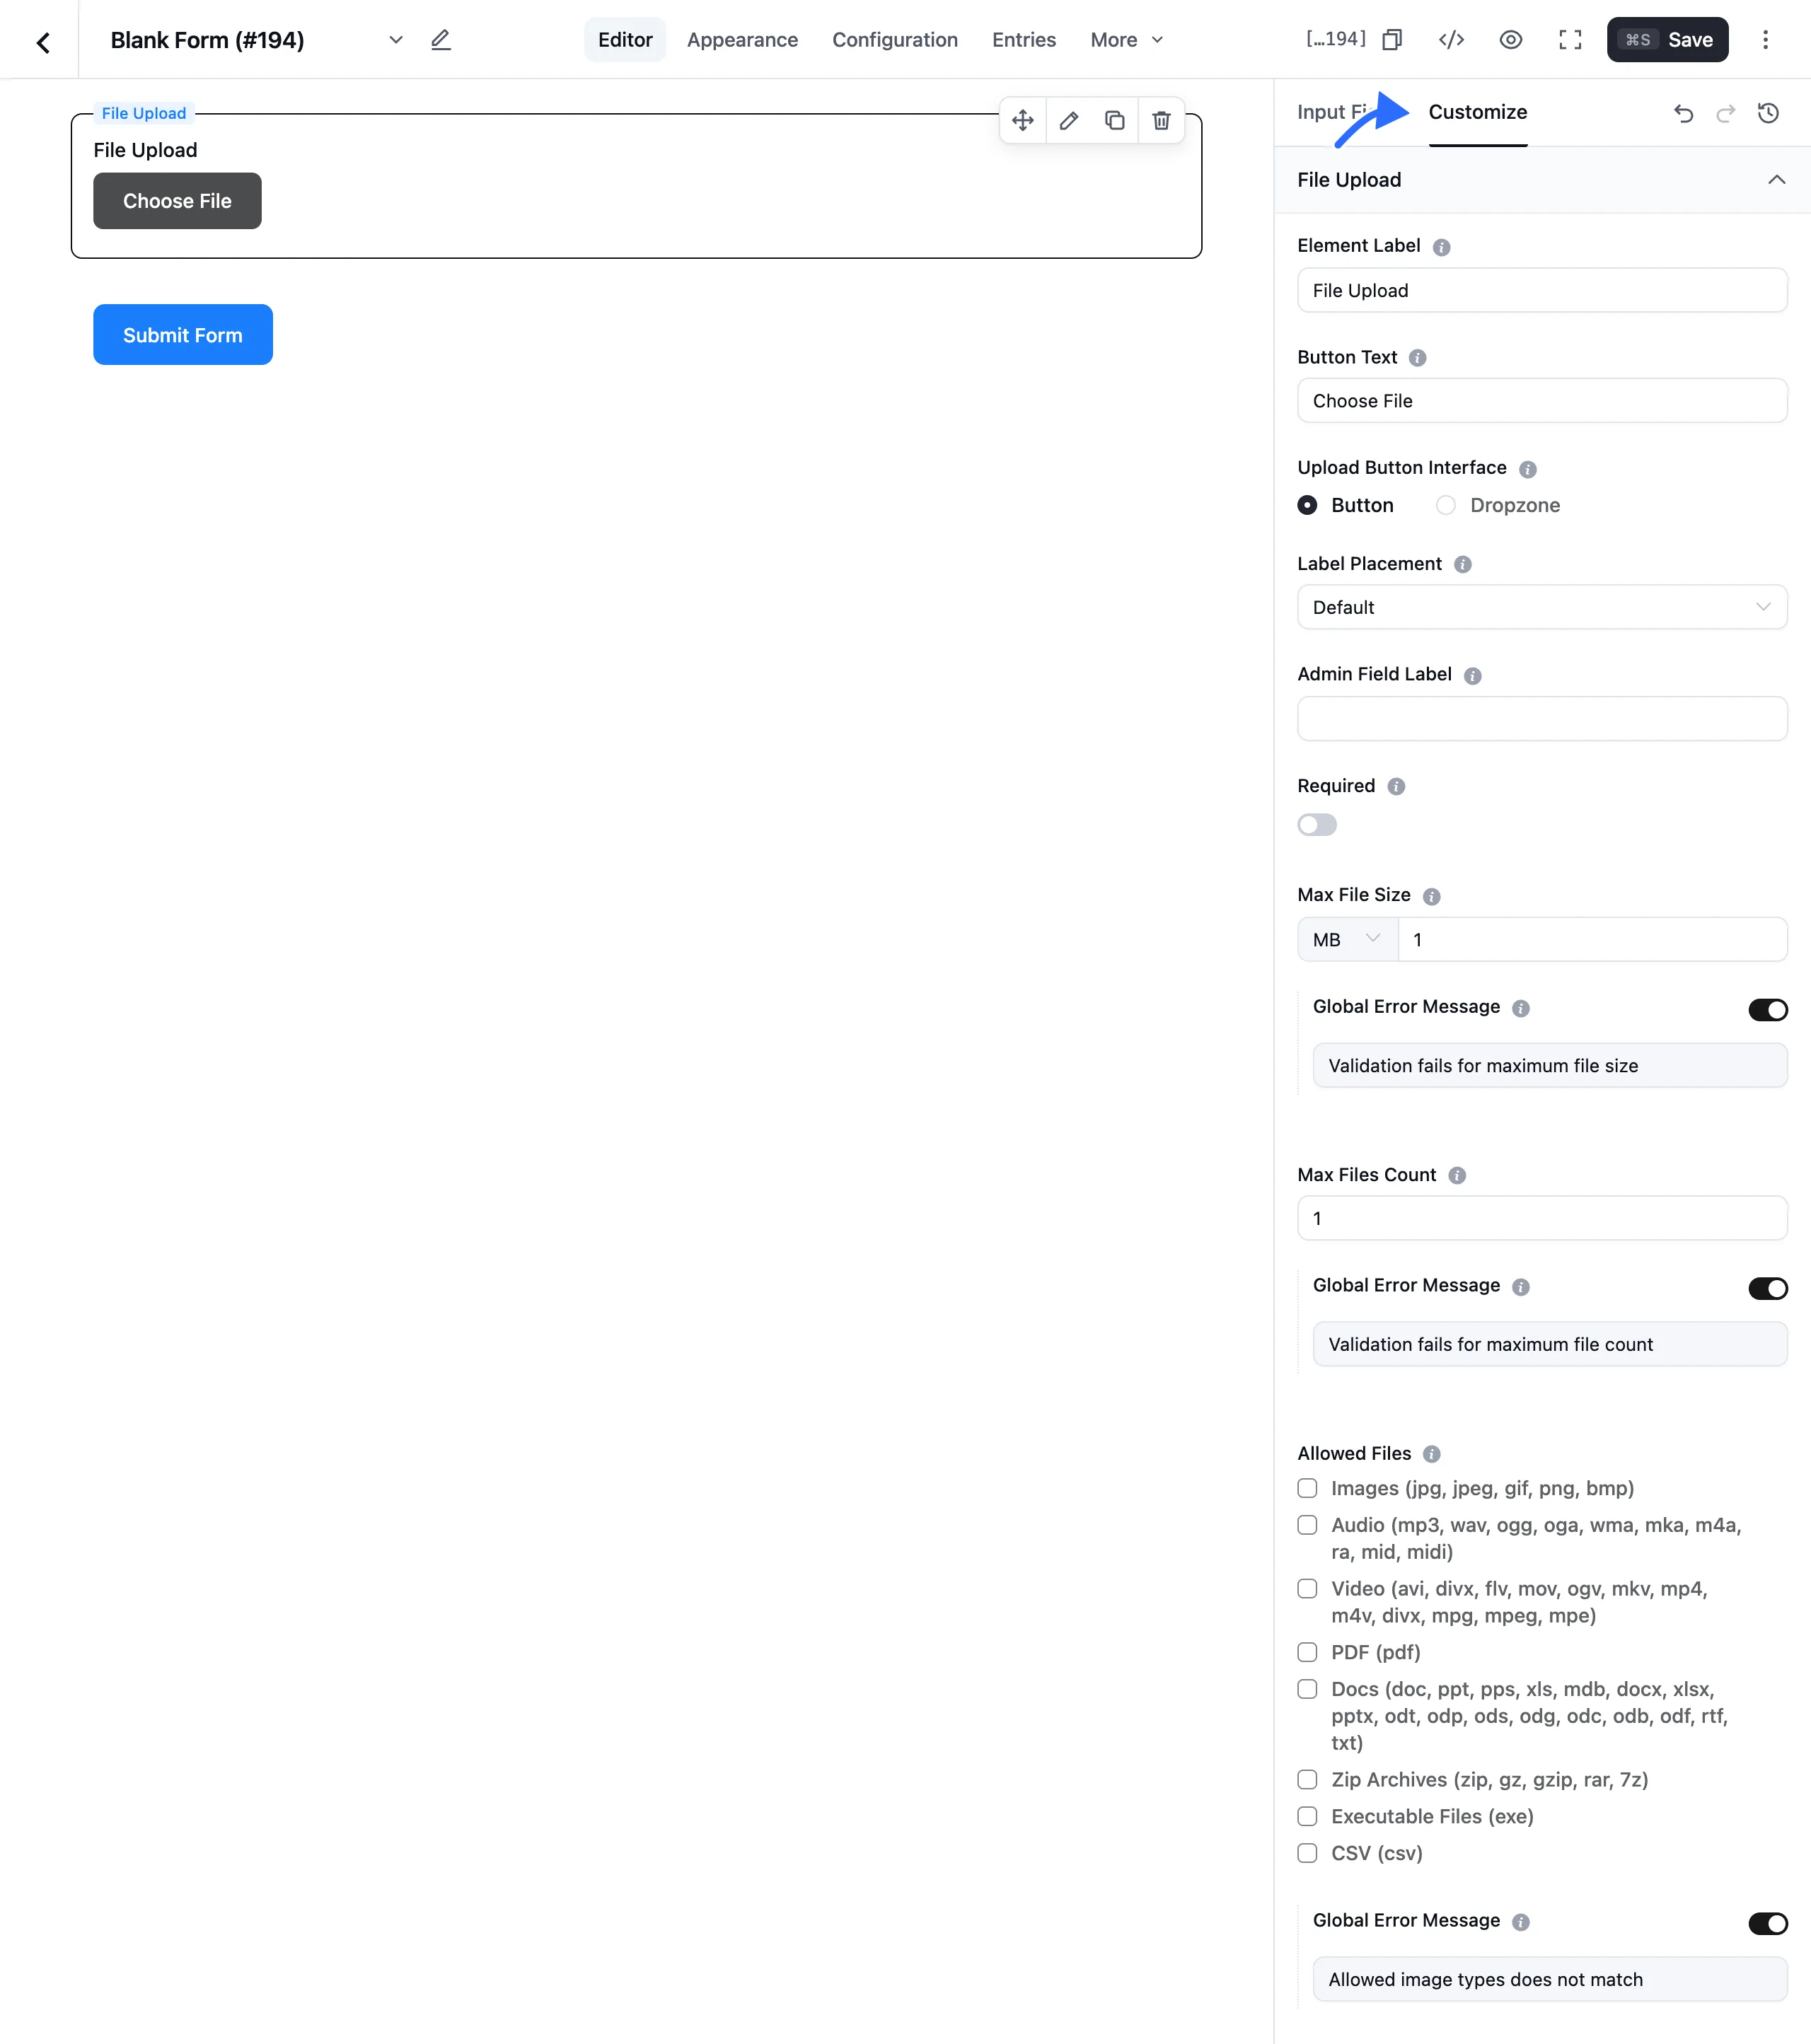 Blank Form (#194)
Editor
Appearance
Configuration
Entries
More
[...194]
⌘S Save
File Upload
File Upload
Choose File
Submit Form
Input Fi
Customize
File Upload
Element Label
File Upload
Button Text
Choose File
Upload Button Interface
Button
Dropzone
Label Placement
Default
Admin Field Label
Required
Max File Size
MB
1
Global Error Message
Validation fails for maximum file size
Max Files Count
1
Global Error Message
Validation fails for maximum file count
Allowed Files
Images (jpg, jpeg, gif, png, bmp)
Audio (mp3, wav, ogg, oga, wma, mka, m4a,
ra, mid, midi)
Video (avi, divx, flv, mov, ogv, mkv, mp4,
m4v, divx, mpg, mpeg, mpe)
PDF (pdf)
Docs (doc, ppt, pps, xls, mdb, docx, xlsx,
pptx, odt, odp, ods, odg, odc, odb, odf, rtf,
txt)
Zip Archives (zip, gz, gzip, rar, 7z)
Executable Files (exe)
CSV (csv)
Global Error Message
Allowed image types does not match